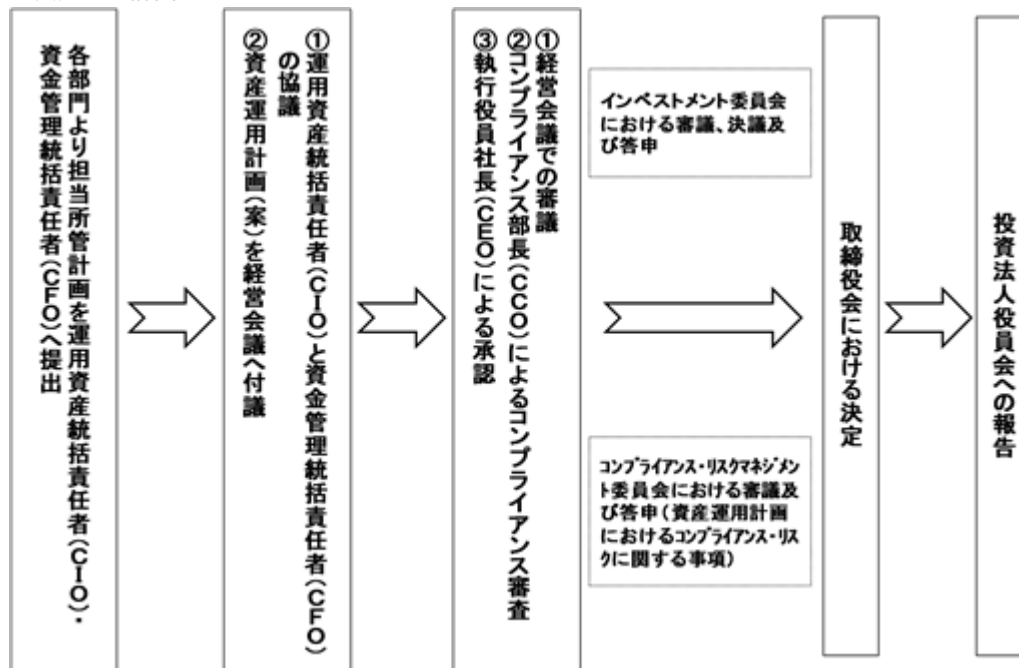 各部門より担当所管計画を運用資産統括責任者(CIO)・
資金管理統括責任者(CFO)へ提出
①運用資産統括責任者(CIO)と資金管理統括責任者(CFO)
の協議
②資産運用計画(案)を経営会議へ付議
①経営会議での審議
②コンプライアンス部長(CCO)によるコンプライアンス審査
③執行役員社長(CEO)による承認
インベストメント委員会
における審議、決議及
び答申
コンプライアンス・リスクマネジメン
ト委員会における審議及
び答申(資産運用計画
におけるコンプライアンス・リス
クに関する事項)
取締役会における決定
投資法人役員会への報告